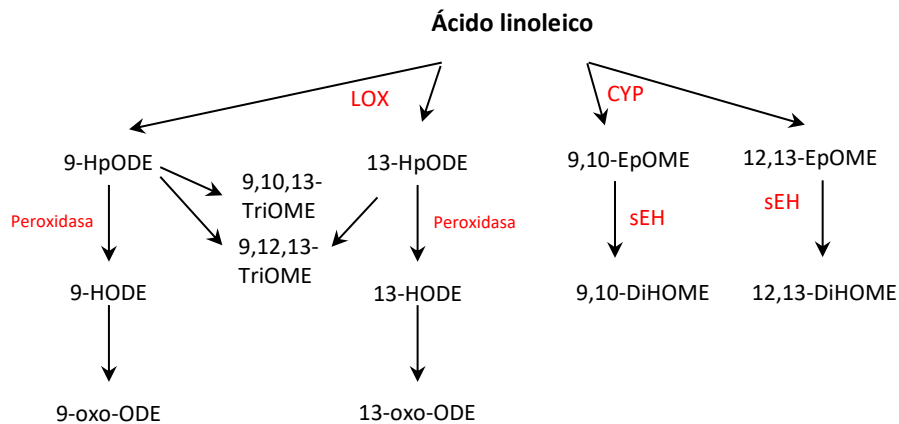 Ácido linoleico
LOX
CYP
9-HpODE
13-HpODE
9,10-EpOME
12,13-EpOME
9,10,13-
TriOME
Peroxidasa
Peroxidasa
sEH
sEH
9,12,13-
TriOME
9-HODE
13-HODE
9,10-DiHOME
12,13-DiHOME
9-oxo-ODE
13-oxo-ODE